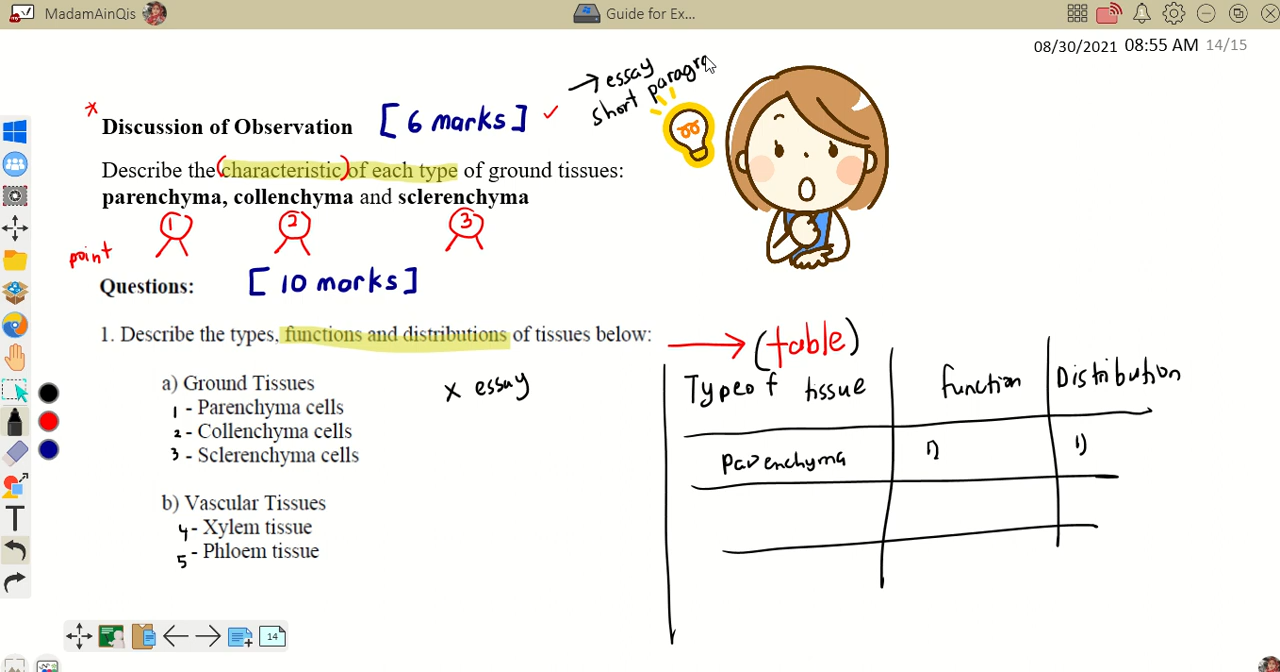 MadamAinQis
Guide for Ex...
08/30/2021 08:55 AM 14/15
→ essay
short paragra
* Discussion of Observation [6 marks] ✓
Describe the (characteristic) of each type of ground tissues:
parenchyma, collenchyma and sclerenchyma
1 2 3
point
Questions: [10 marks]
1. Describe the types, functions and distributions of tissues below: → (table)
a) Ground Tissues
x essay
1 - Parenchyma cells
2 - Collenchyma cells
3 - Sclerenchyma cells
b) Vascular Tissues
4 - Xylem tissue
5 - Phloem tissue
Type of tissue function Distribution
parenchyma 1) 1)
14